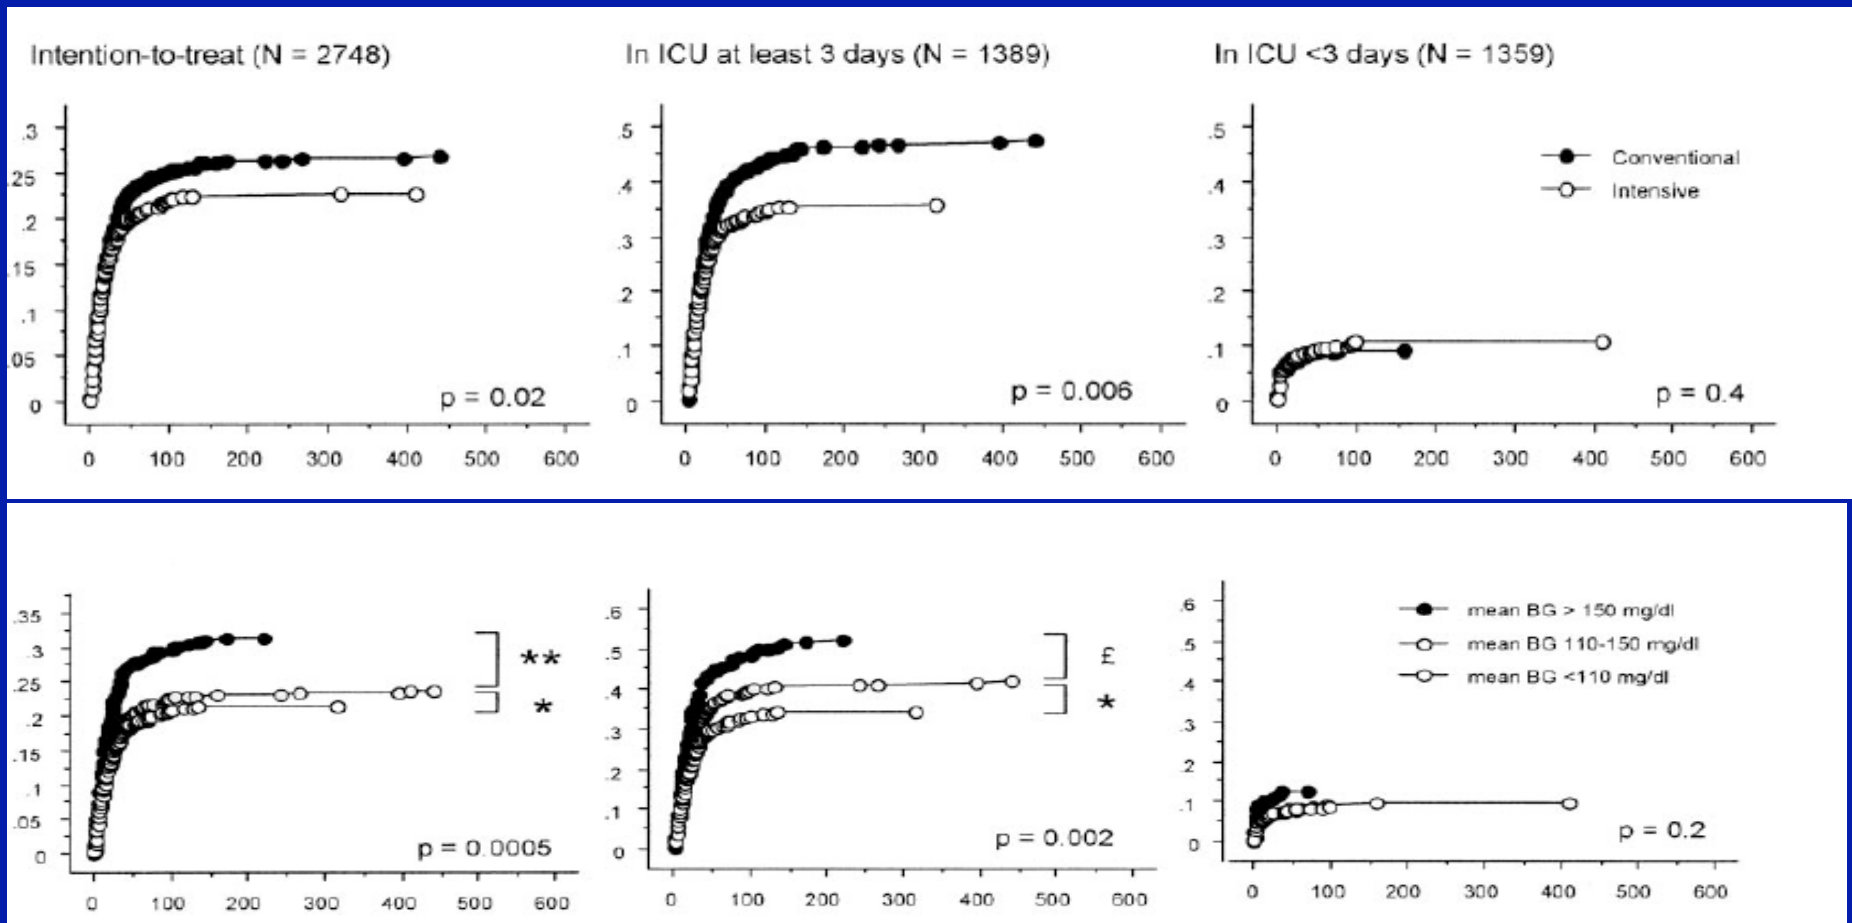 Intention-to-treat (N = 2748)
In ICU at least 3 days (N = 1389)
In ICU <3 days (N = 1359)
.3
.25
.2
.15
.1
.05
0
p = 0.02
0 100 200 300 400 500 600
.5
.4
.3
.2
.1
0
p = 0.006
0 100 200 300 400 500 600
.5
.4
.3
.2
.1
0
Conventional
Intensive
p = 0.4
0 100 200 300 400 500 600
.35
.3
.25
.2
.15
.1
.05
0
**
*
p = 0.0005
0 100 200 300 400 500 600
.6
.5
.4
.3
.2
.1
0
£
*
p = 0.002
0 100 200 300 400 500 600
.6
.5
.4
.3
.2
.1
0
mean BG > 150 mg/dl
mean BG 110-150 mg/dl
mean BG <110 mg/dl
p = 0.2
0 100 200 300 400 500 600